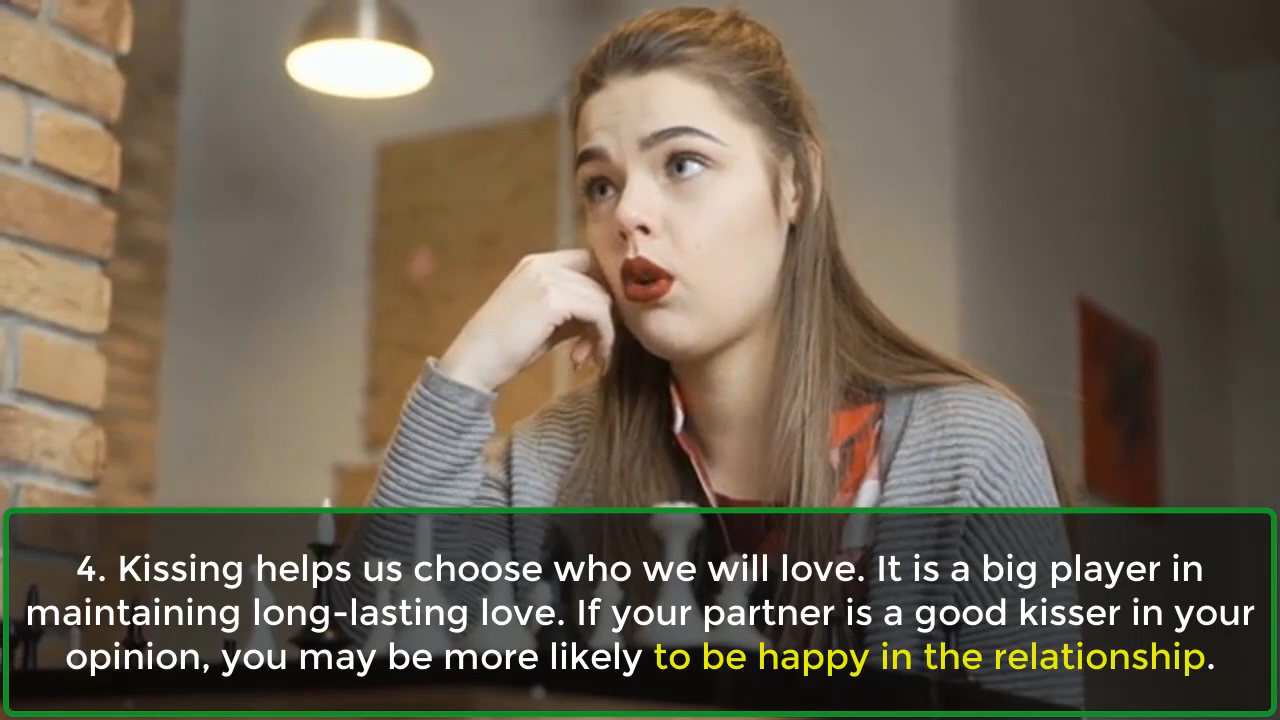 4. Kissing helps us choose who we will love. It is a big player in
maintaining long-lasting love. If your partner is a good kisser in your
opinion, you may be more likely to be happy in the relationship.